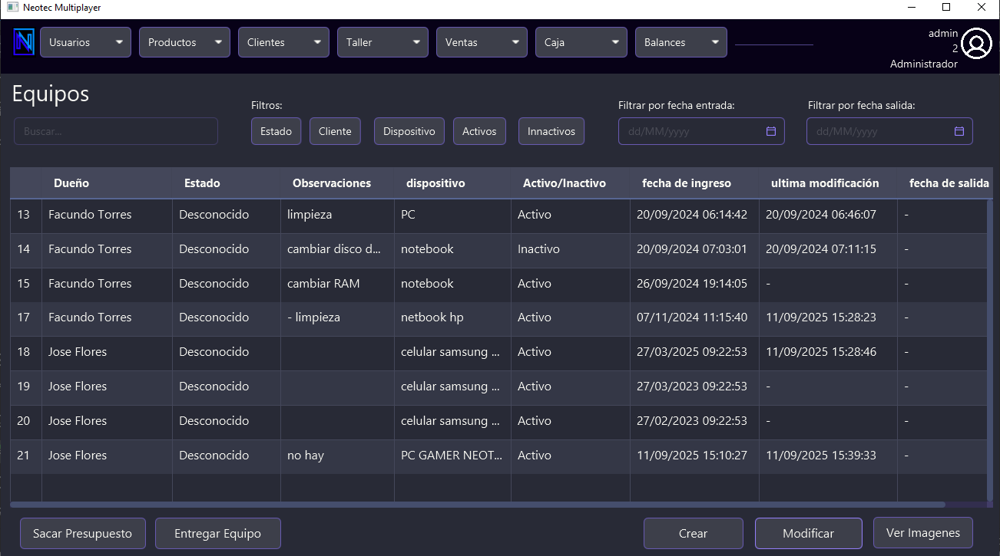 Neotec Multiplayer
Usuarios Productos Clientes Taller Ventas Caja Balances
admin
2
Administrador
Equipos
Filtros: Filtrar por fecha entrada: Filtrar por fecha salida:
Buscar... Estado Cliente Dispositivo Activos Innactivos dd/MM/yyyy dd/MM/yyyy
Dueño Estado Observaciones dispositivo Activo/Inactivo fecha de ingreso ultima modificación fecha de salida
13 Facundo Torres Desconocido limpieza PC Activo 20/09/2024 06:14:42 20/09/2024 06:46:07 -
14 Facundo Torres Desconocido cambiar disco d... notebook Inactivo 20/09/2024 07:03:01 20/09/2024 07:11:15 -
15 Facundo Torres Desconocido cambiar RAM notebook Activo 26/09/2024 19:14:05 - -
17 Facundo Torres Desconocido - limpieza netbook hp Activo 07/11/2024 11:15:40 11/09/2025 15:28:23 -
18 Jose Flores Desconocido celular samsung ... Activo 27/03/2025 09:22:53 11/09/2025 15:28:46 -
19 Jose Flores Desconocido celular samsung ... Activo 27/03/2023 09:22:53 - -
20 Jose Flores Desconocido celular samsung ... Activo 27/02/2023 09:22:53 - -
21 Jose Flores Desconocido no hay PC GAMER NEOT... Activo 11/09/2025 15:10:27 11/09/2025 15:39:33 -
Sacar Presupuesto Entregar Equipo Crear Modificar Ver Imagenes